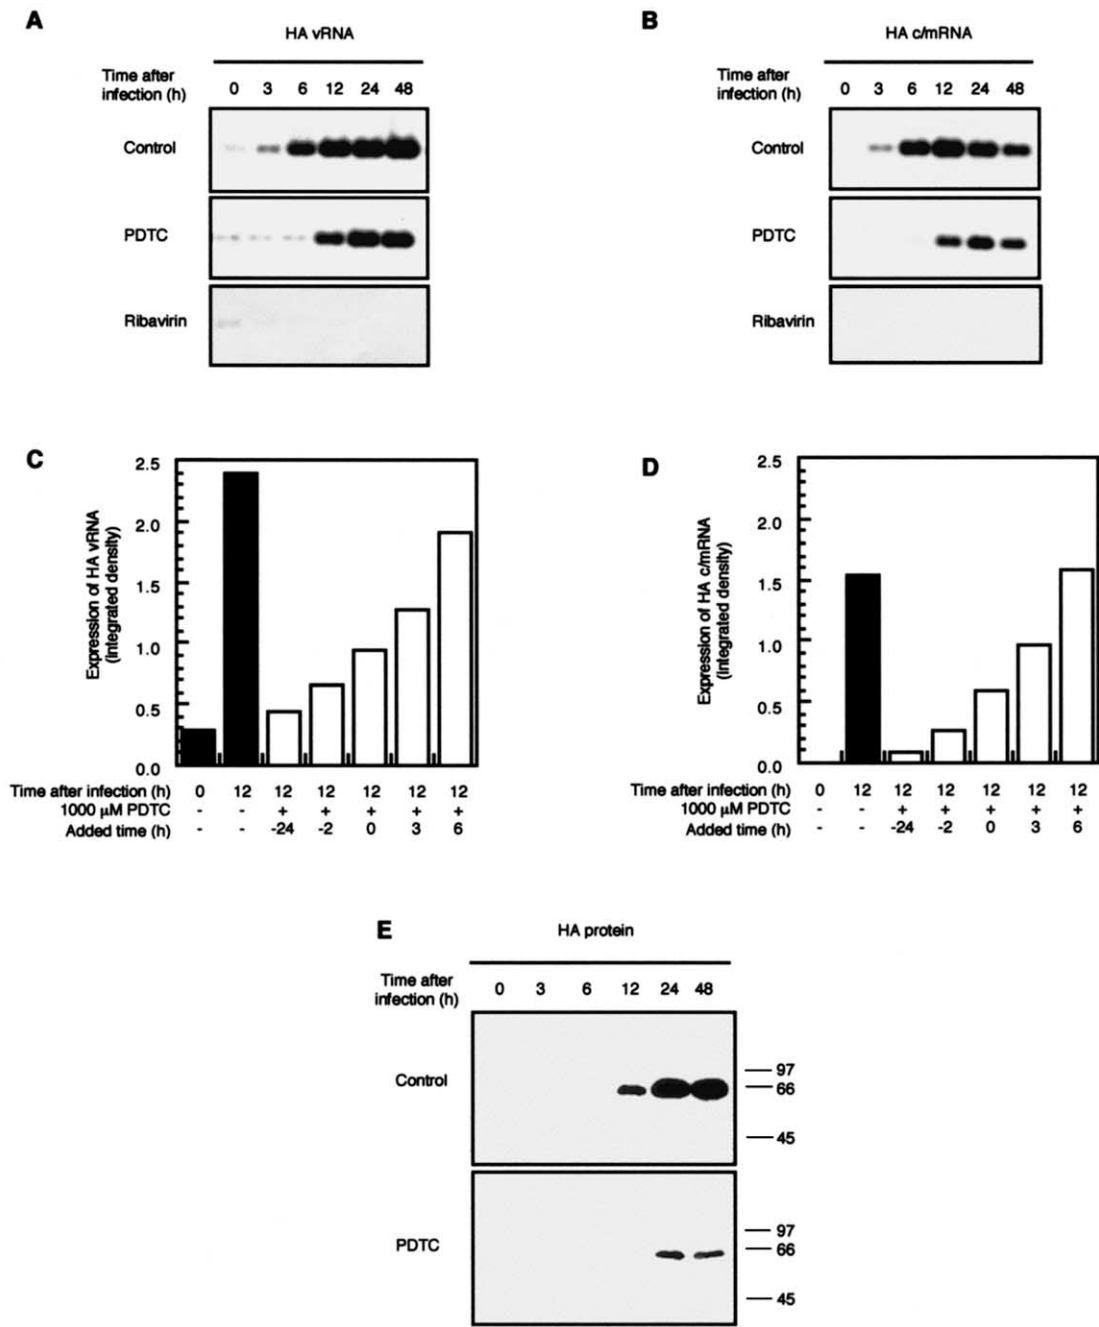 A
HA vRNA
Time after
infection (h)
0 3 6 12 24 48
Control
PDTC
Ribavirin
B
HA c/mRNA
Time after
infection (h)
0 3 6 12 24 48
Control
PDTC
Ribavirin
C
Expression of HA vRNA
(Integrated density)
2.5
2.0
1.5
1.0
0.5
0.0
Time after infection (h) 0 12 12 12 12 12 12
1000 μM PDTC - - + + + + +
Added time (h) - - -24 -2 0 3 6
D
Expression of HA c/mRNA
(Integrated density)
2.5
2.0
1.5
1.0
0.5
0.0
Time after infection (h) 0 12 12 12 12 12 12
1000 μM PDTC - - + + + + +
Added time (h) - - -24 -2 0 3 6
E
HA protein
Time after
infection (h)
0 3 6 12 24 48
Control
97
66
45
PDTC
97
66
45